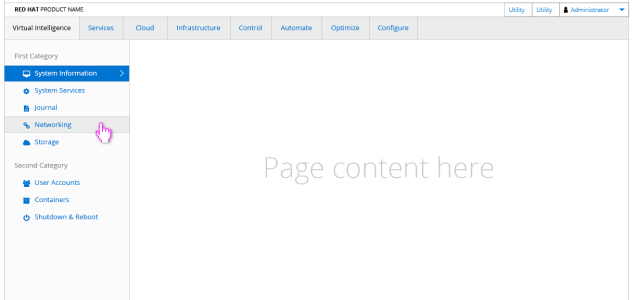 RED HAT PRODUCT NAME
Utility Utility Administrator
Virtual Intelligence Services Cloud Infrastructure Control Automate Optimize Configure
First Category
System Information
System Services
Journal
Networking
Storage
Second Category
User Accounts
Containers
Shutdown & Reboot
Page content here